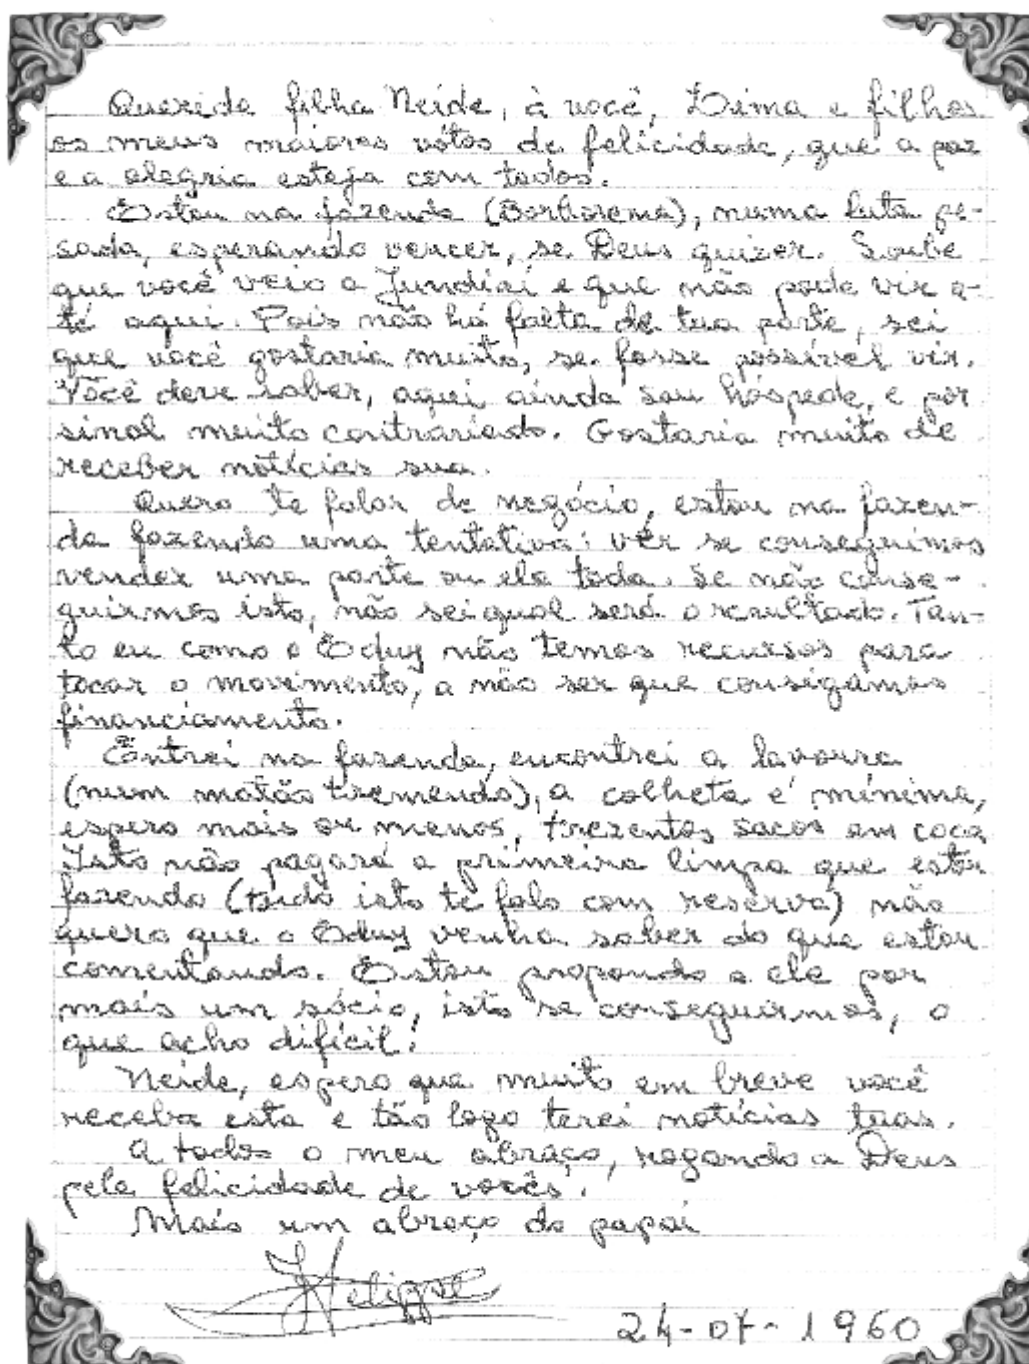 Querida filha Neide, à você, Dima e filhos
os meus maiores vótos de felicidade, que a paz
e a alegria esteja com todos.
Estou na fazenda (Borborema), numa luta pe-
sada, esperando vencer, se Deus quizer. Soube
que você veio a Jundiaí e que não pode vir a-
té aqui. Pois não há falta de tua parte, sei
que você gostaria muito, se fosse possível vir.
Você deve saber, aqui ainda sou hóspede, e por
sinal muito contrariado. Gostaria muito de
receber notícias sua.
Quero te falar de negócio, estou na fazen-
da fazendo uma tentativa: vêr se conseguimos
vender uma parte ou ela toda. Se não conse-
guirmos isto, não sei qual será o resultado. Tan-
to eu como o Eduy não temos recursos para
tocar o movimento, a não ser que consigamos
financiamento.
Entrei na fazenda, encontrei a lavoura
(num matão tremendo), a colheta é mínima,
espero mais ou menos, trezentos sacos em coca
Isto não pagará a primeira limpa que estou
fazendo (tudo isto te falo com reserva) não
quero que o Eduy venha saber do que estou
comentando. Estou propondo a ele por
mais um sócio, isto se conseguirmos, o
que acho difícil!
Neide, espero que muito em breve você
receba esta e tão logo terei notícias tuas.
A todos o meu abraço, rogando a Deus
pela felicidade de vocês.
Mais um abraço do papai
Felippe
24-07-1960